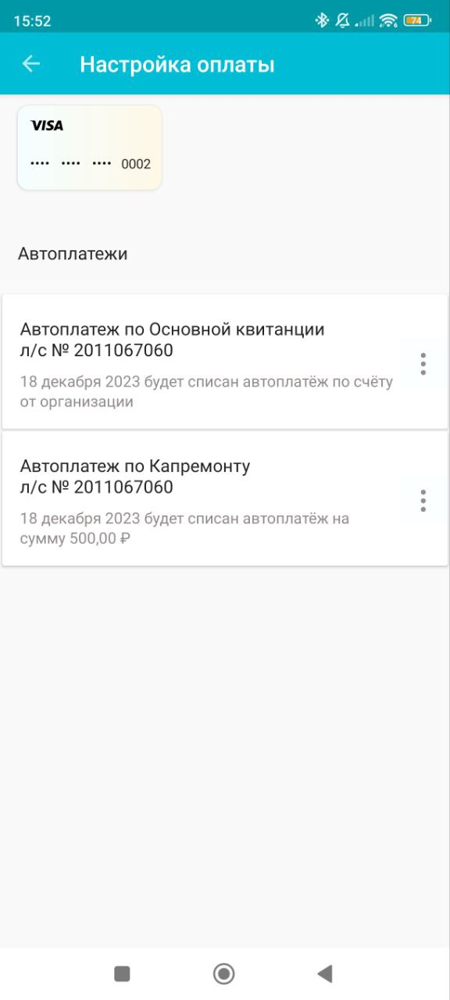 15:52
74
Настройка оплаты
VISA
•••• •••• •••• 0002
Автоплатежи
Автоплатеж по Основной квитанции
л/с № 2011067060
18 декабря 2023 будет списан автоплатёж по счёту
от организации
Автоплатеж по Капремонту
л/с № 2011067060
18 декабря 2023 будет списан автоплатёж на
сумму 500,00 ₽